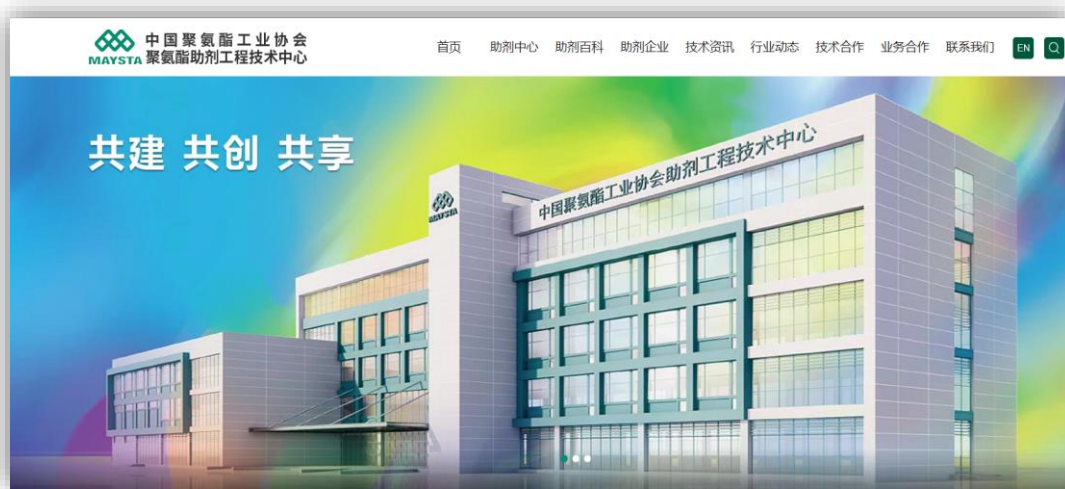 中国聚氨酯工业协会
MAYSTA 聚氨酯助剂工程技术中心
首页 助剂中心 助剂百科 助剂企业 技术资讯 行业动态 技术合作 业务合作 联系我们 EN
共建 共创 共享
中国聚氨酯工业协会助剂工程技术中心
MAYSTA